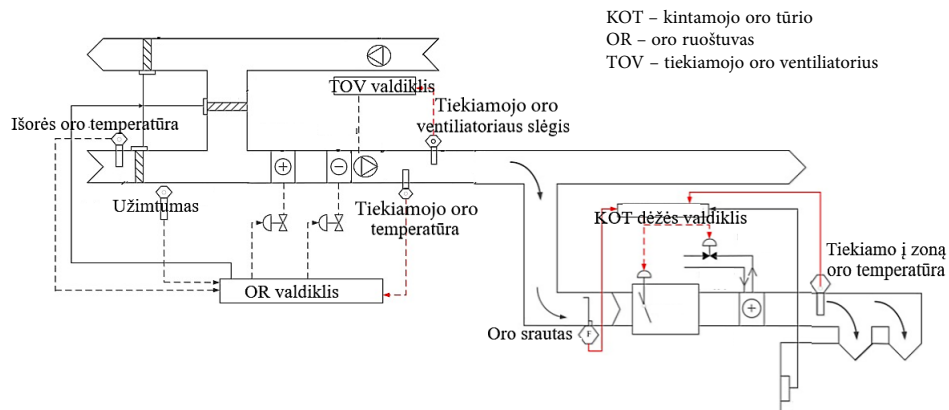 KOT – kintamojo oro tūrio
OR – oro ruoštuvas
TOV – tiekiamojo oro ventiliatorius
TOV valdiklis
Tiekiamojo oro
ventiliatoriaus slėgis
Išorės oro temperatūra
+
−
Užimtumas
Tiekiamojo oro
temperatūra
KOT dėžės valdiklis
Tiekiamo į zoną
oro temperatūra
OR valdiklis
Oro srautas
F
+